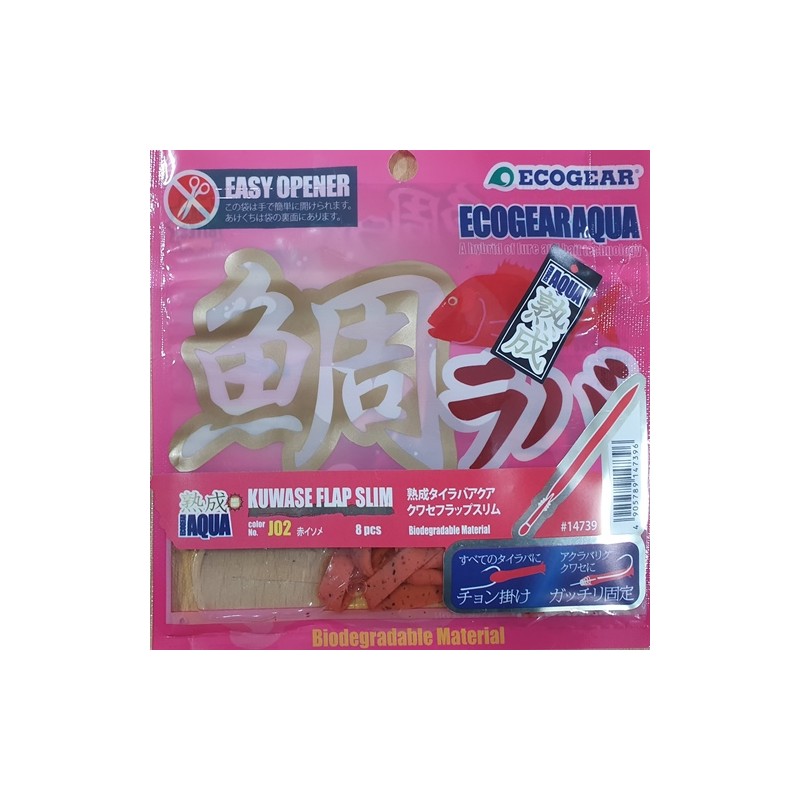 EASY OPENER
この袋は手で簡単に開けられます。
あけくちは袋の裏面にあります。
ECOGEAR®
ECOGEARAQUA
A hybrid of lure and bait technology
鯛ラバ
AQUA
熟成
熟成
AQUA
KUWASE FLAP SLIM
color No. J02 赤イソメ 8 pcs
熟成タイラバアクア
クワセフラップスリム
Biodegradable Material
#14739
4 905789 147396
すべてのタイラバに
チョン掛け
アクラバリグ
クワセに
ガッチリ固定
Biodegradable Material